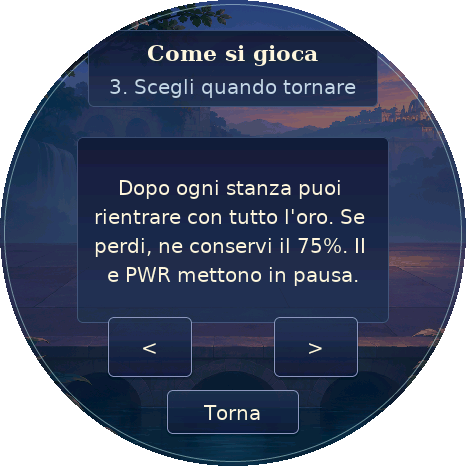 Come si gioca
3. Scegli quando tornare
Dopo ogni stanza puoi
rientrare con tutto l'oro. Se
perdi, ne conservi il 75%. II
e PWR mettono in pausa.
<
>
Torna